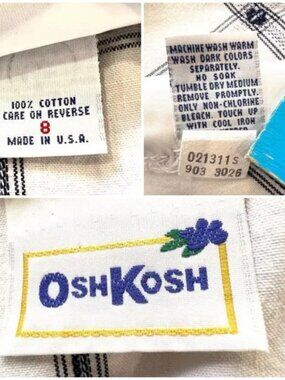 100% COTTON
CARE ON REVERSE
8
MADE IN U.S.A.
MACHINE WASH WARM
WASH DARK COLORS
SEPARATELY.
NO SOAK
TUMBLE DRY MEDIUM
REMOVE PROMPTLY.
ONLY NON-CHLORINE
BLEACH. TOUCH UP
WITH COOL IRON
021311S
903 3026
OSHKOSH